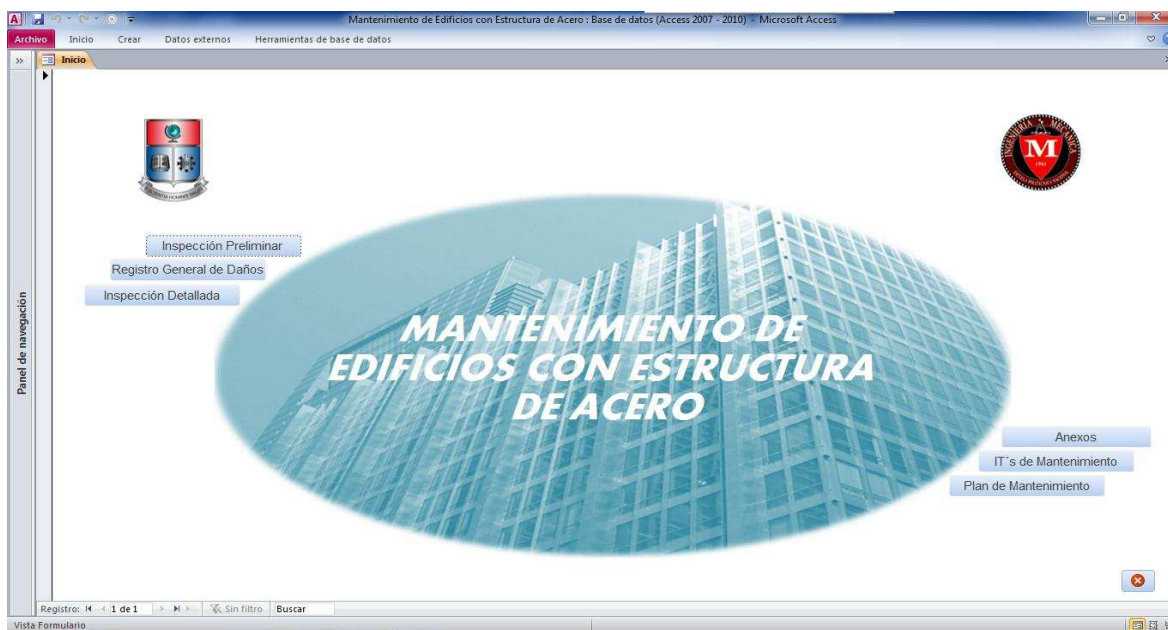 Mantenimiento de Edificios con Estructura de Acero : Base de datos (Access 2007 - 2010) - Microsoft Access
Archivo Inicio Crear Datos externos Herramientas de base de datos
Inicio
Panel de navegación
INGENIERIA MECANICA
M
Inspección Preliminar
Registro General de Daños
Inspección Detallada
MANTENIMIENTO DE
EDIFICIOS CON ESTRUCTURA
DE ACERO
Anexos
IT´s de Mantenimiento
Plan de Mantenimiento
Registro: 1 de 1 Sin filtro Buscar
Vista Formulario